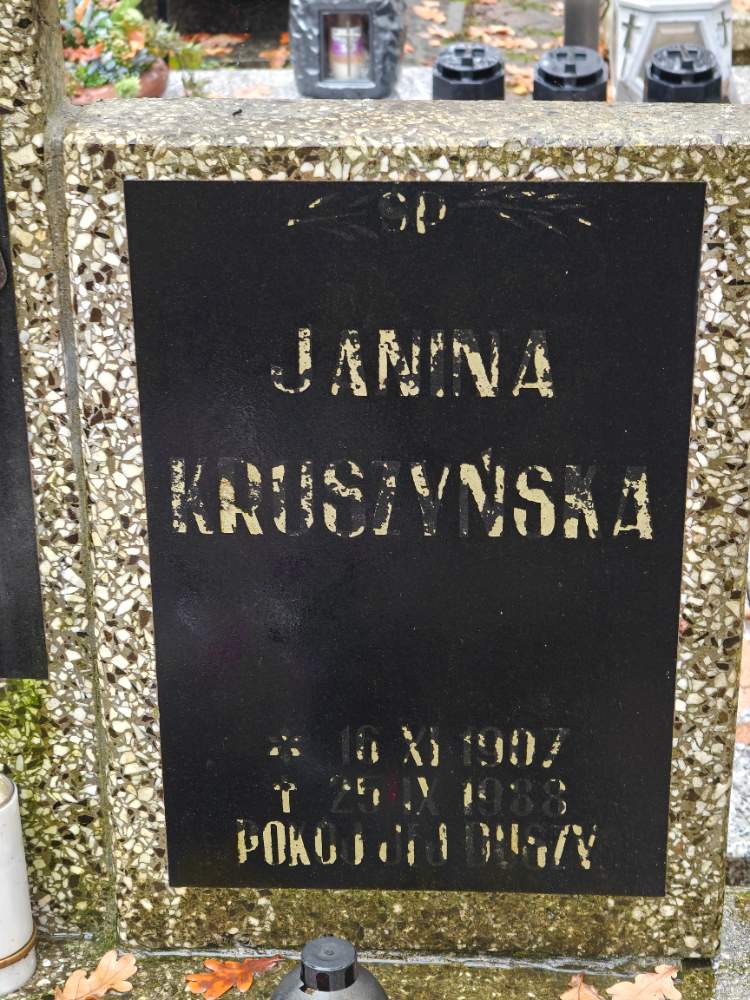 ŚP
JANINA
KRUSZYŃSKA
* 16 XI 1907
† 25 IX 1988
POKÓJ JEJ DUSZY